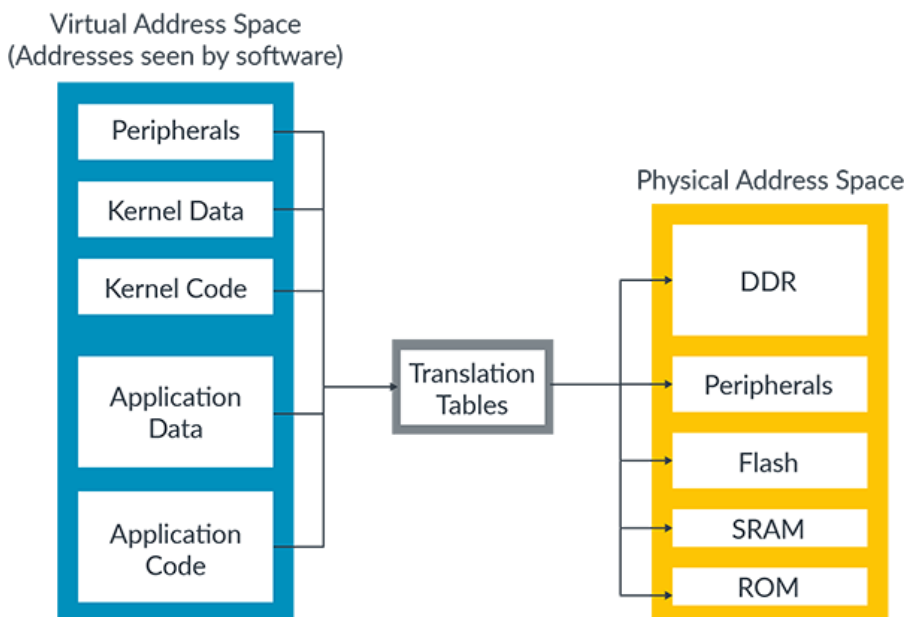 Virtual Address Space
(Addresses seen by software)
Peripherals
Kernel Data
Kernel Code
Application
Data
Application
Code
Translation
Tables
Physical Address Space
DDR
Peripherals
Flash
SRAM
ROM